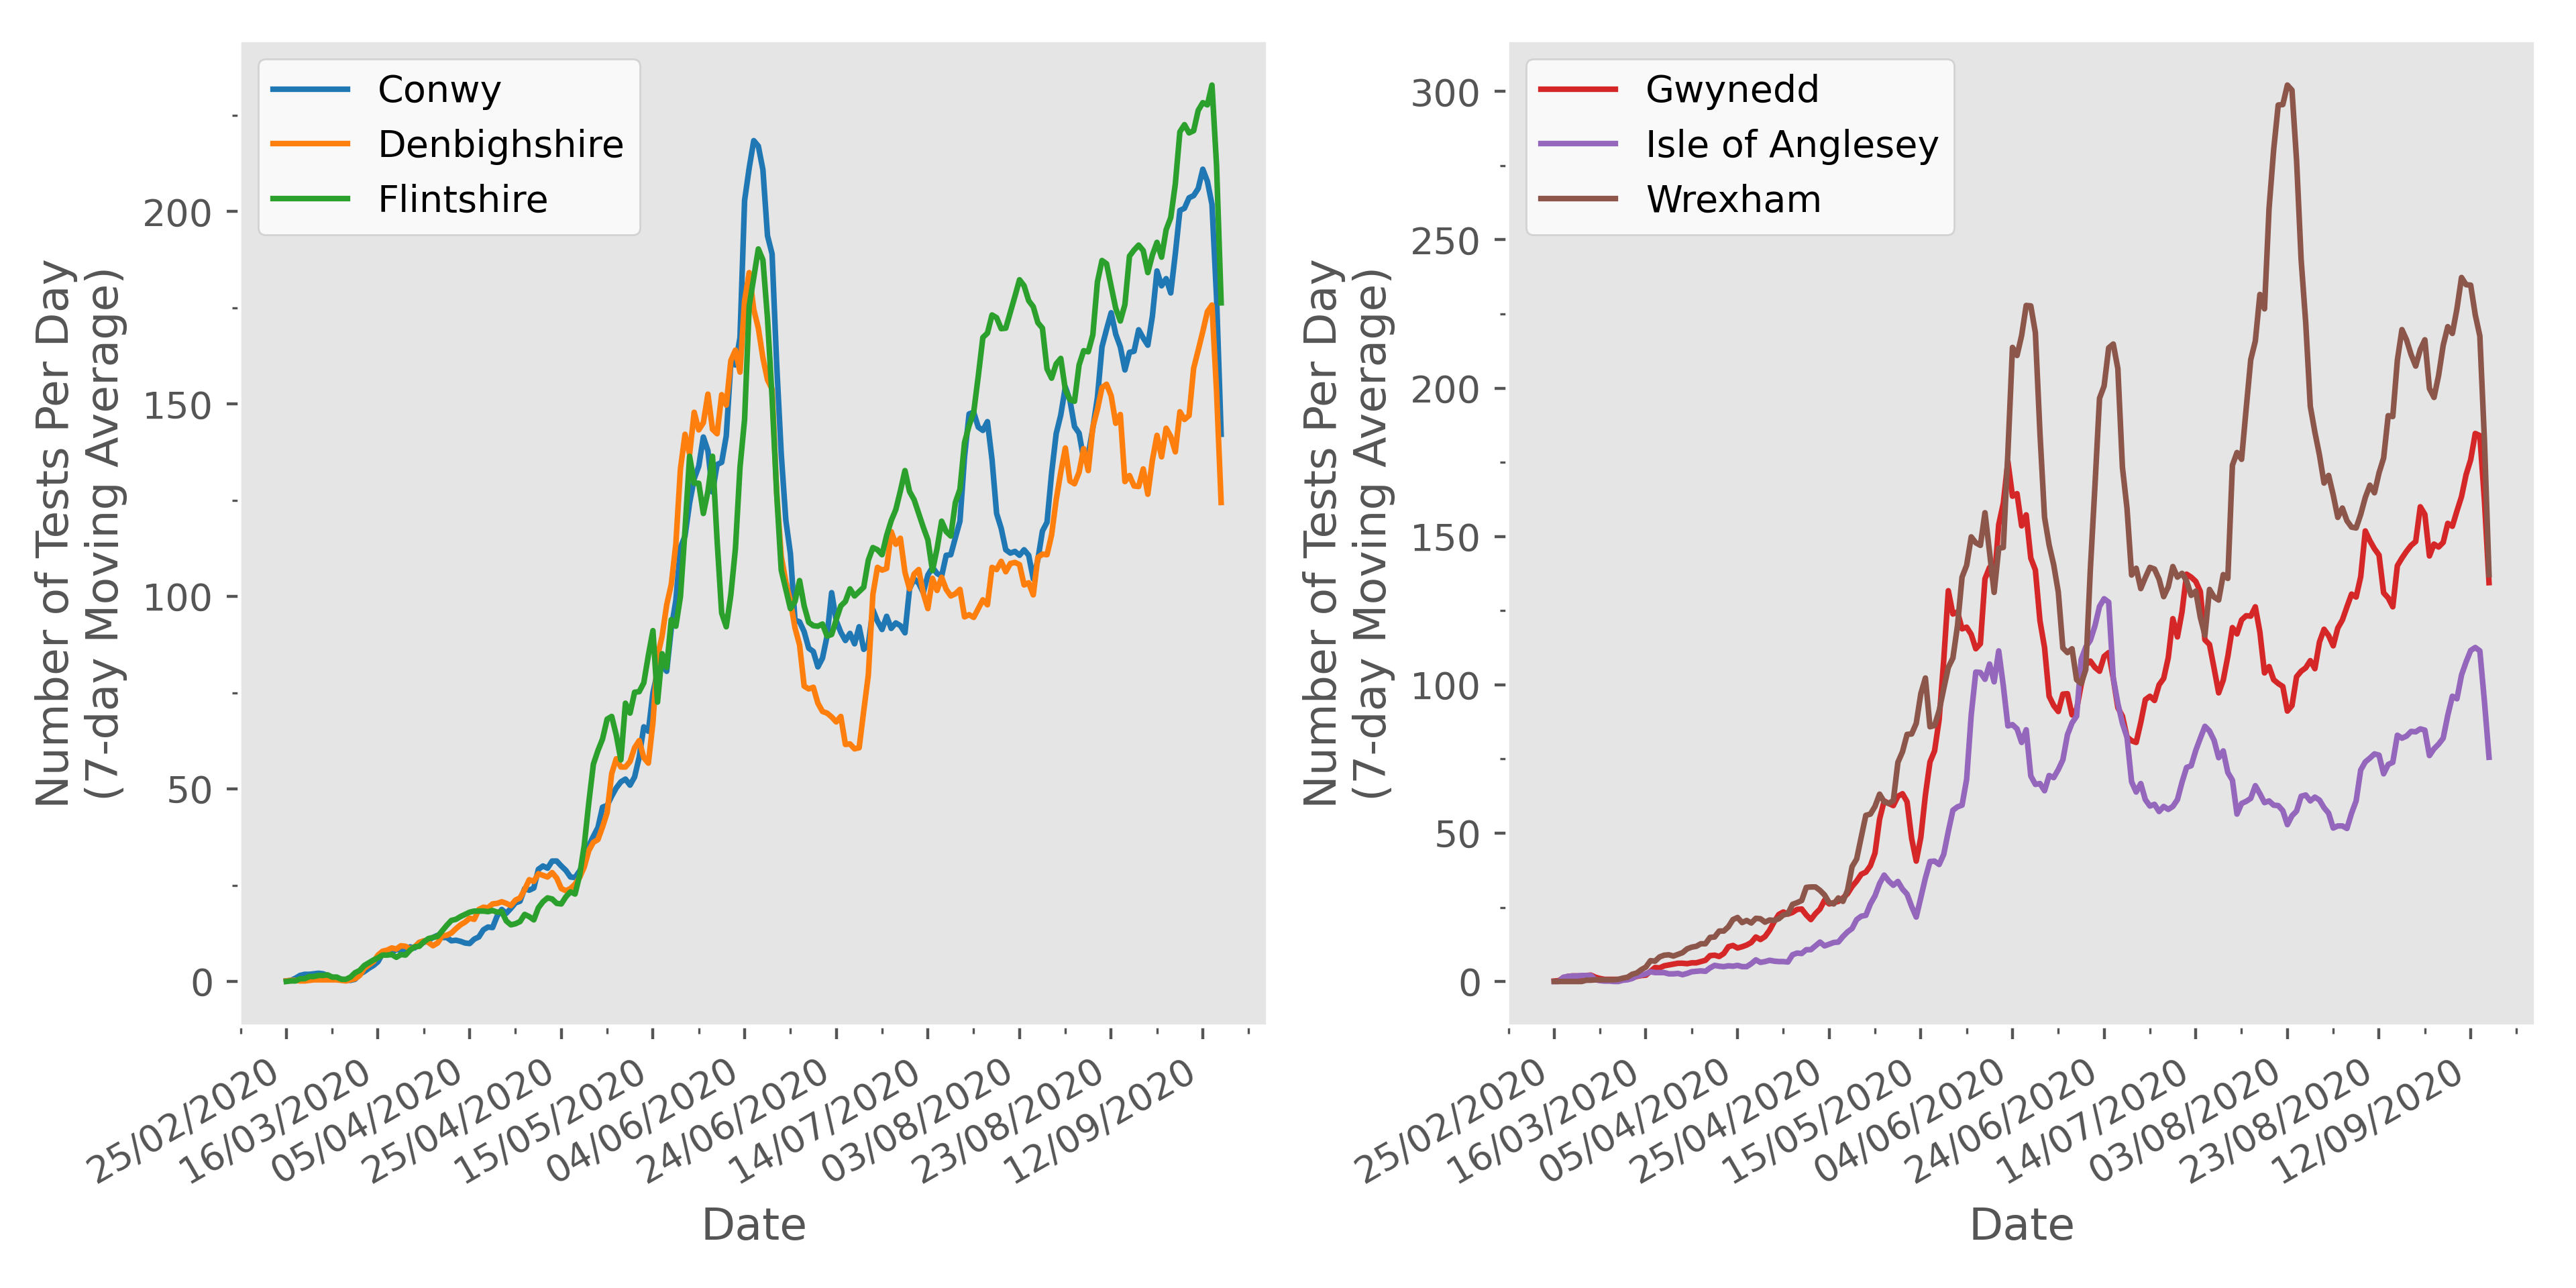 Number of Tests Per Day
(7-day Moving Average)
200
150
100
50
0
Conwy
Denbighshire
Flintshire
25/02/2020
16/03/2020
05/04/2020
25/04/2020
15/05/2020
04/06/2020
24/06/2020
14/07/2020
03/08/2020
23/08/2020
12/09/2020
Date
Number of Tests Per Day
(7-day Moving Average)
300
250
200
150
100
50
0
Gwynedd
Isle of Anglesey
Wrexham
25/02/2020
16/03/2020
05/04/2020
25/04/2020
15/05/2020
04/06/2020
24/06/2020
14/07/2020
03/08/2020
23/08/2020
12/09/2020
Date